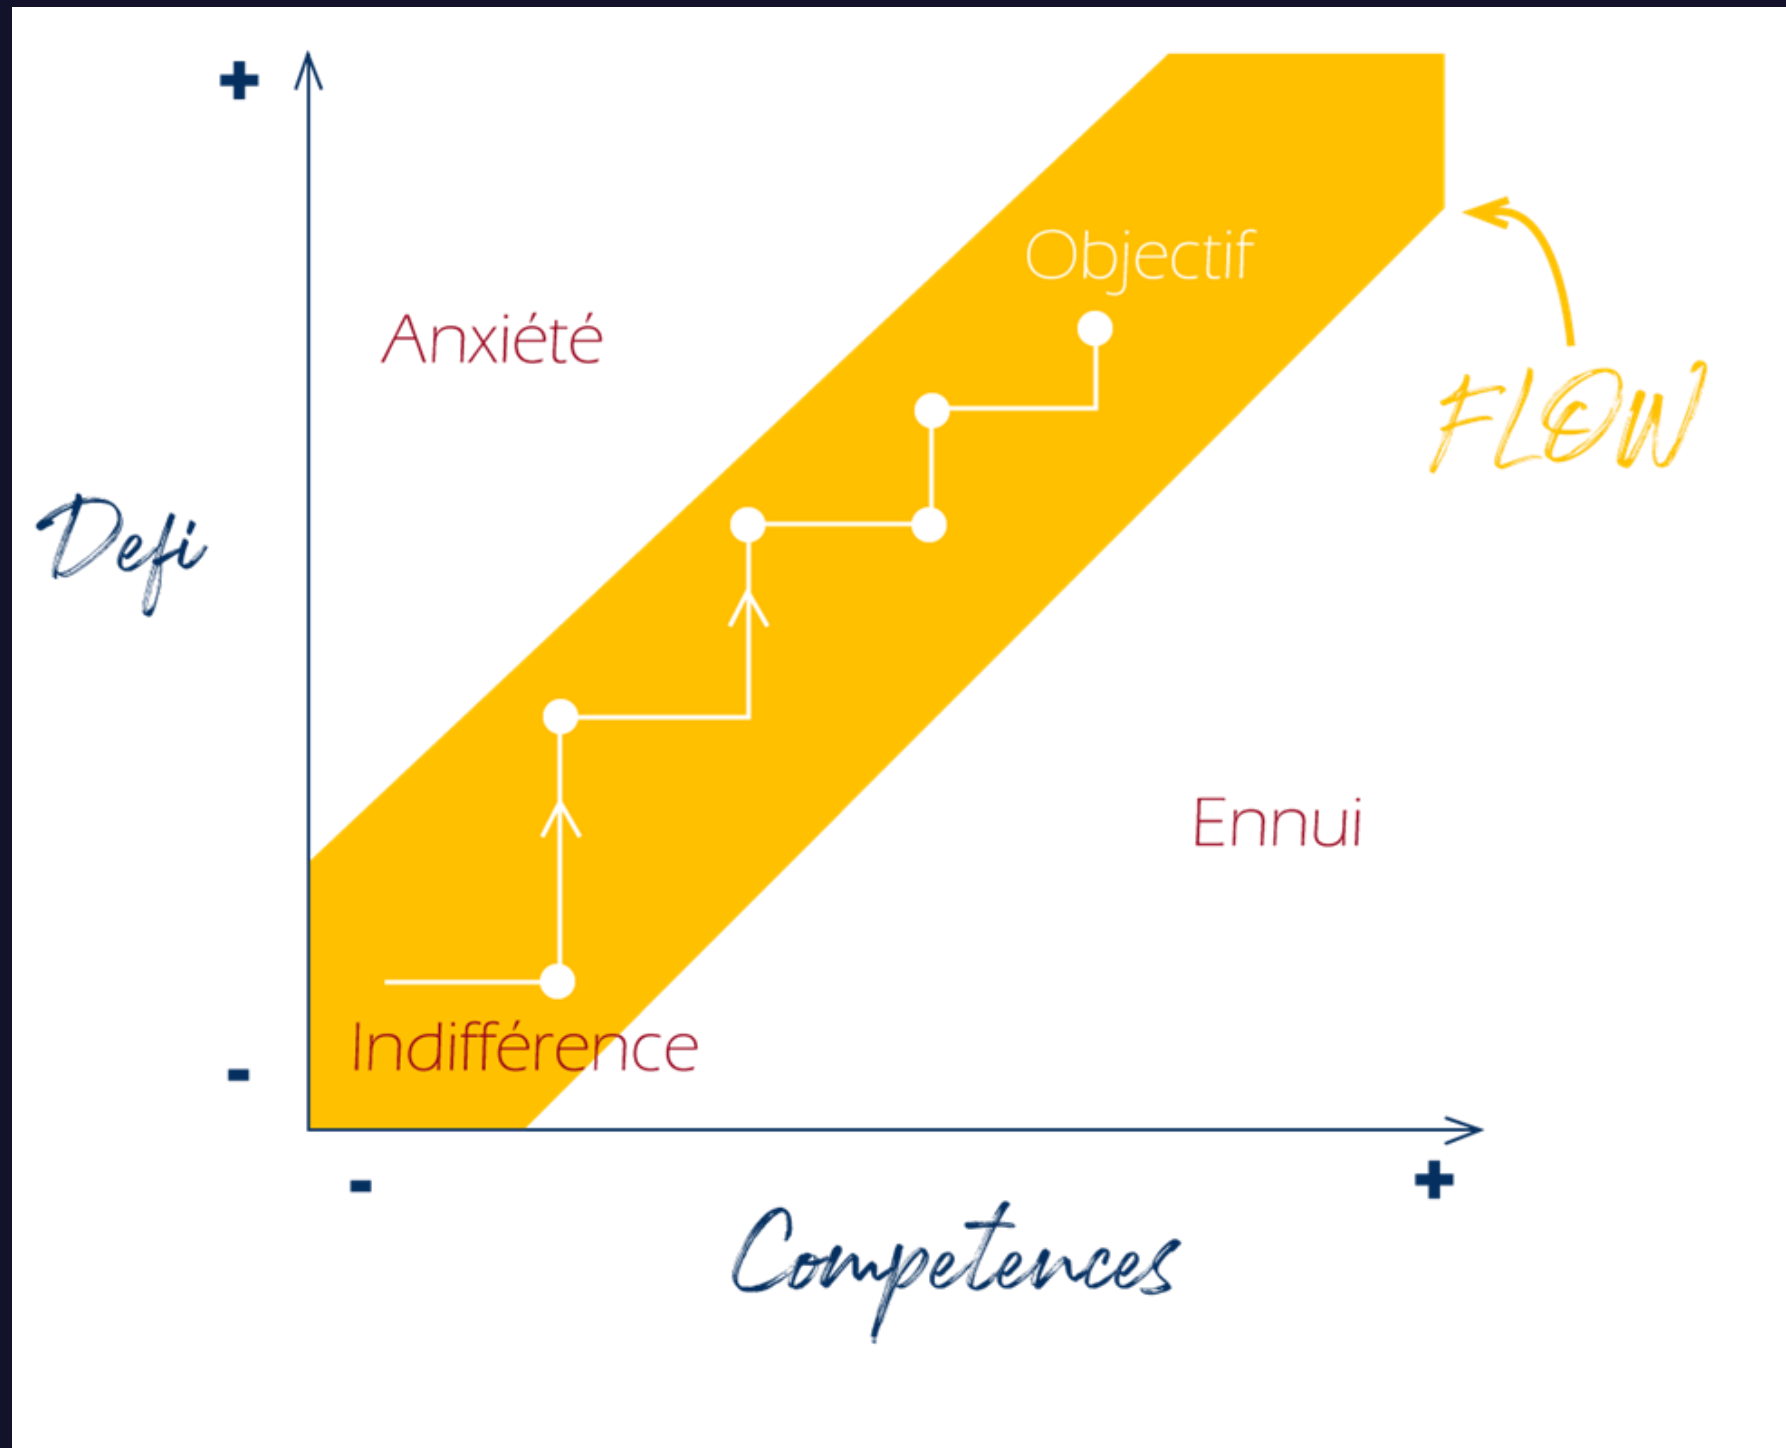 +
Objectif
Anxiété
FLOW
Defi
Ennui
Indifférence
-
-
+
Competences